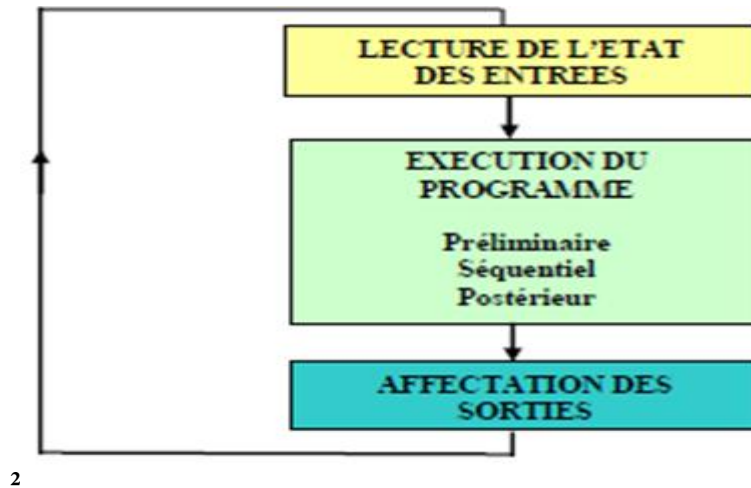 LECTURE DE L'ETAT
DES ENTREES
EXECUTION DU
PROGRAMME
Préliminaire
Séquentiel
Postérieur
AFFECTATION DES
SORTIES
2